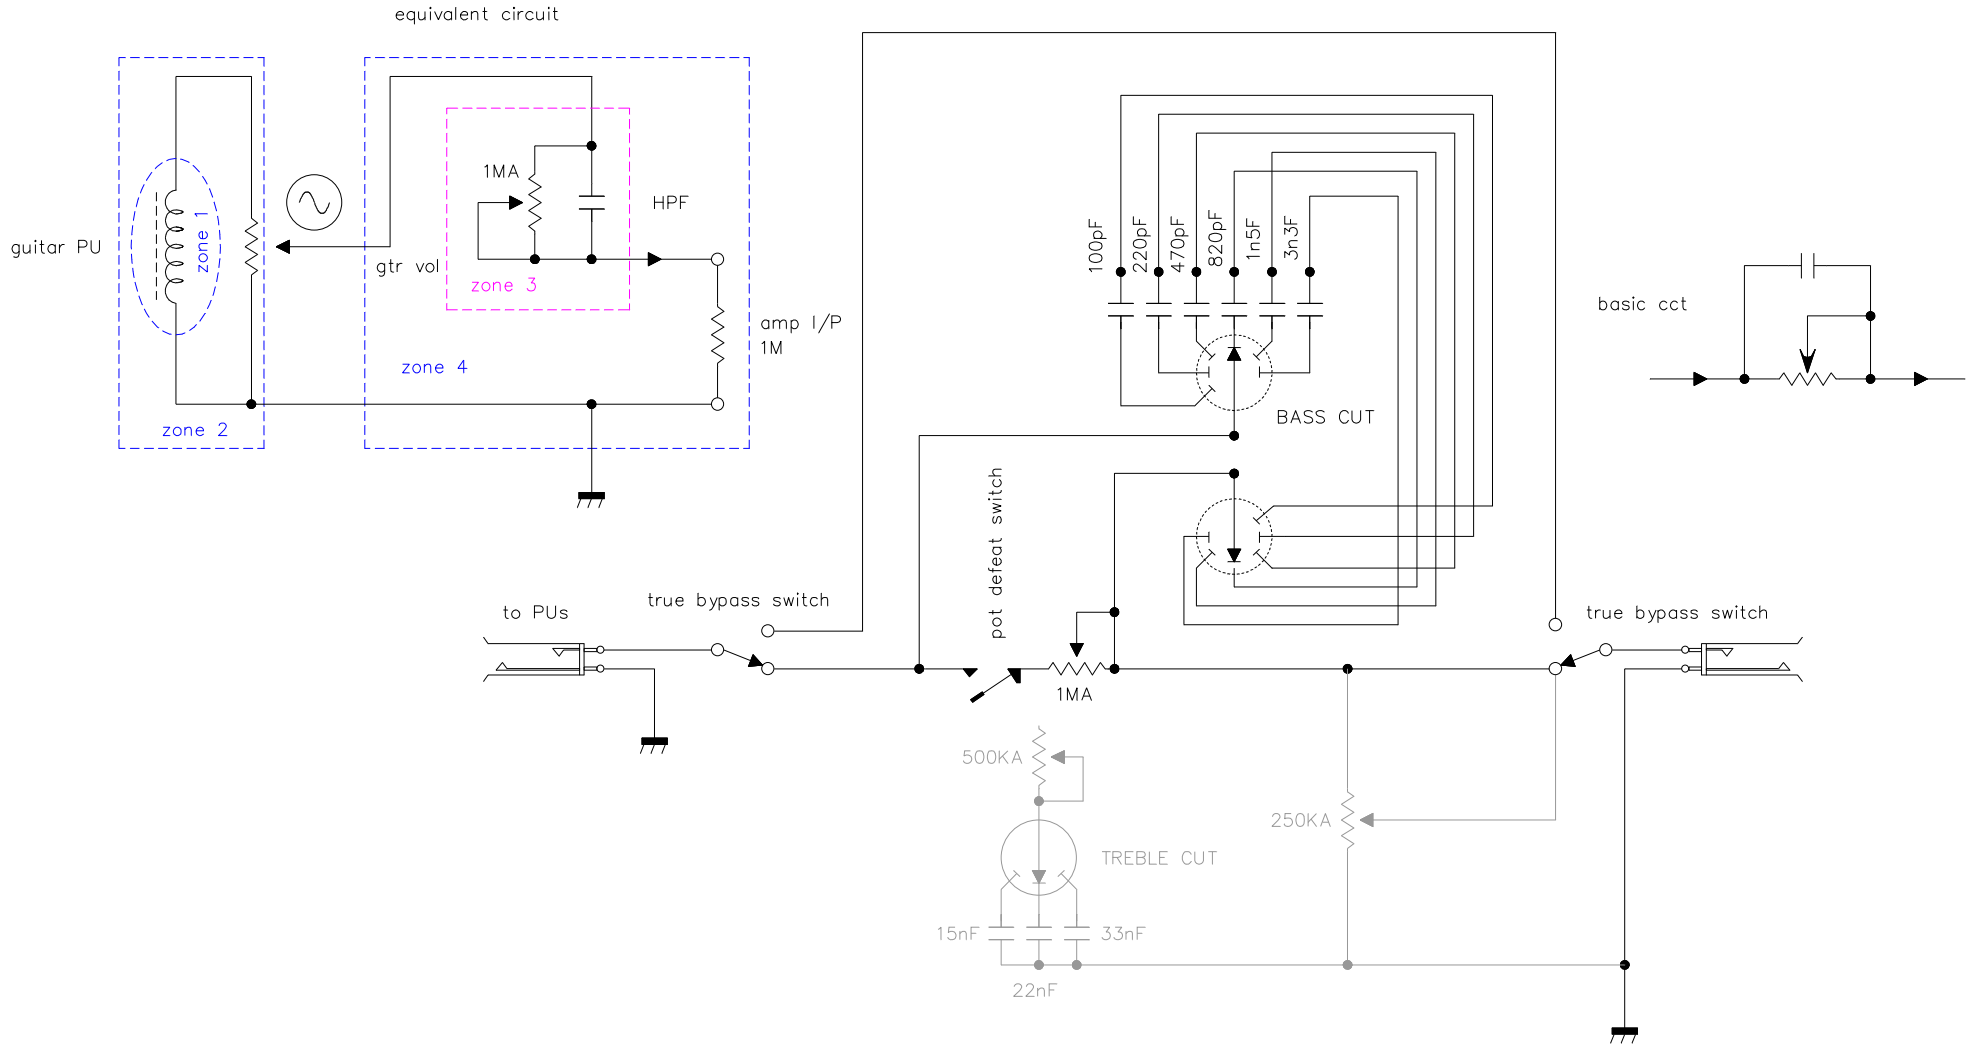 equivalent circuit
guitar PU
zone 1
zone 2
gtr vol
1MA
HPF
zone 3
zone 4
amp I/P
1M
100pF
220pF
470pF
820pF
1n5F
3n3F
BASS CUT
basic cct
to PUs
true bypass switch
pot defeat switch
1MA
true bypass switch
500KA
250KA
TREBLE CUT
15nF
33nF
22nF